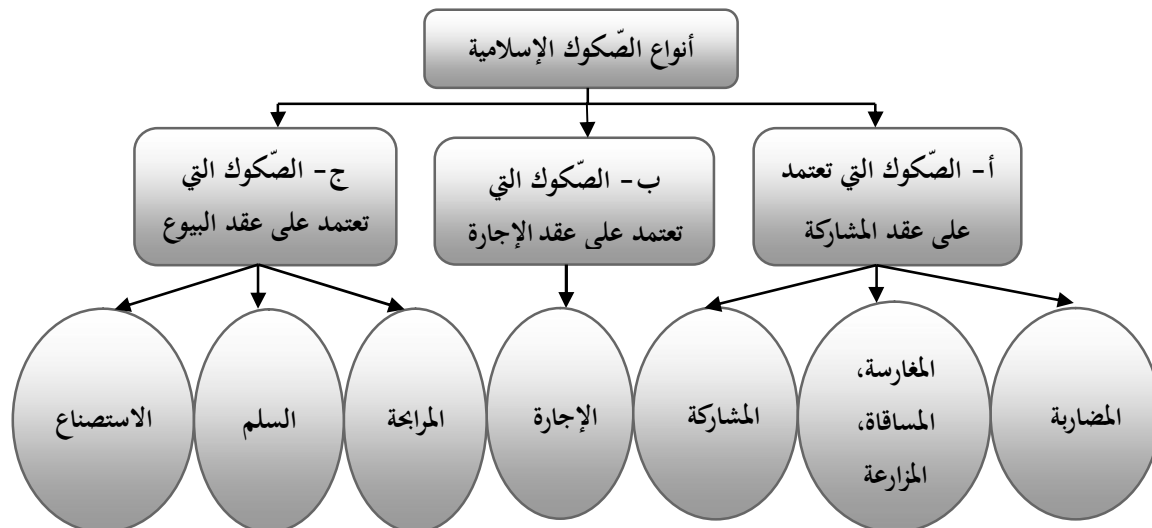 أنواع الصّكوك الإسلامية
أ- الصّكوك التي تعتمد
على عقد المشاركة
ب- الصّكوك التي
تعتمد على عقد الإجارة
ج- الصّكوك التي
تعتمد على عقد البيوع
المضاربة
المغارسة،
المساقاة،
المزارعة
المشاركة
الإجارة
المرابحة
السلم
الاستصناع